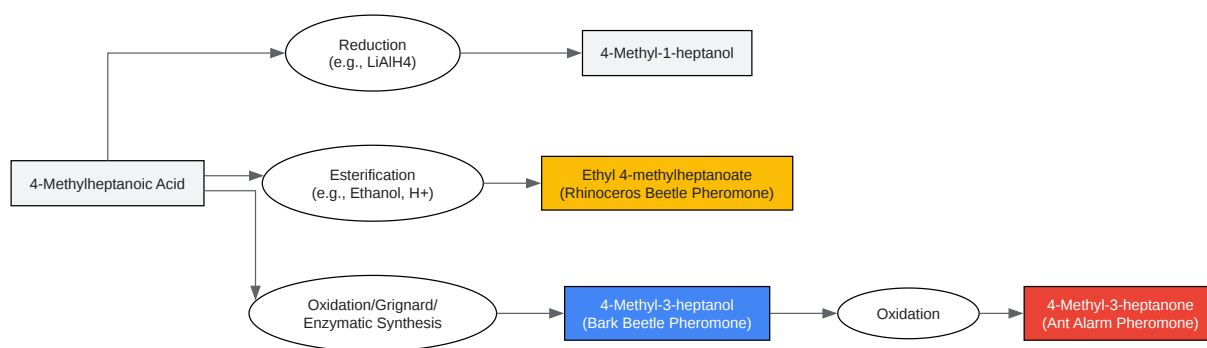 Reduction
(e.g., LiAlH4)
4-Methyl-1-heptanol
4-Methylheptanoic Acid
Esterification
(e.g., Ethanol, H+)
Ethyl 4-methylheptanoate
(Rhinoceros Beetle Pheromone)
Oxidation/Grignard/
Enzymatic Synthesis
4-Methyl-3-heptanol
(Bark Beetle Pheromone)
Oxidation
4-Methyl-3-heptanone
(Ant Alarm Pheromone)